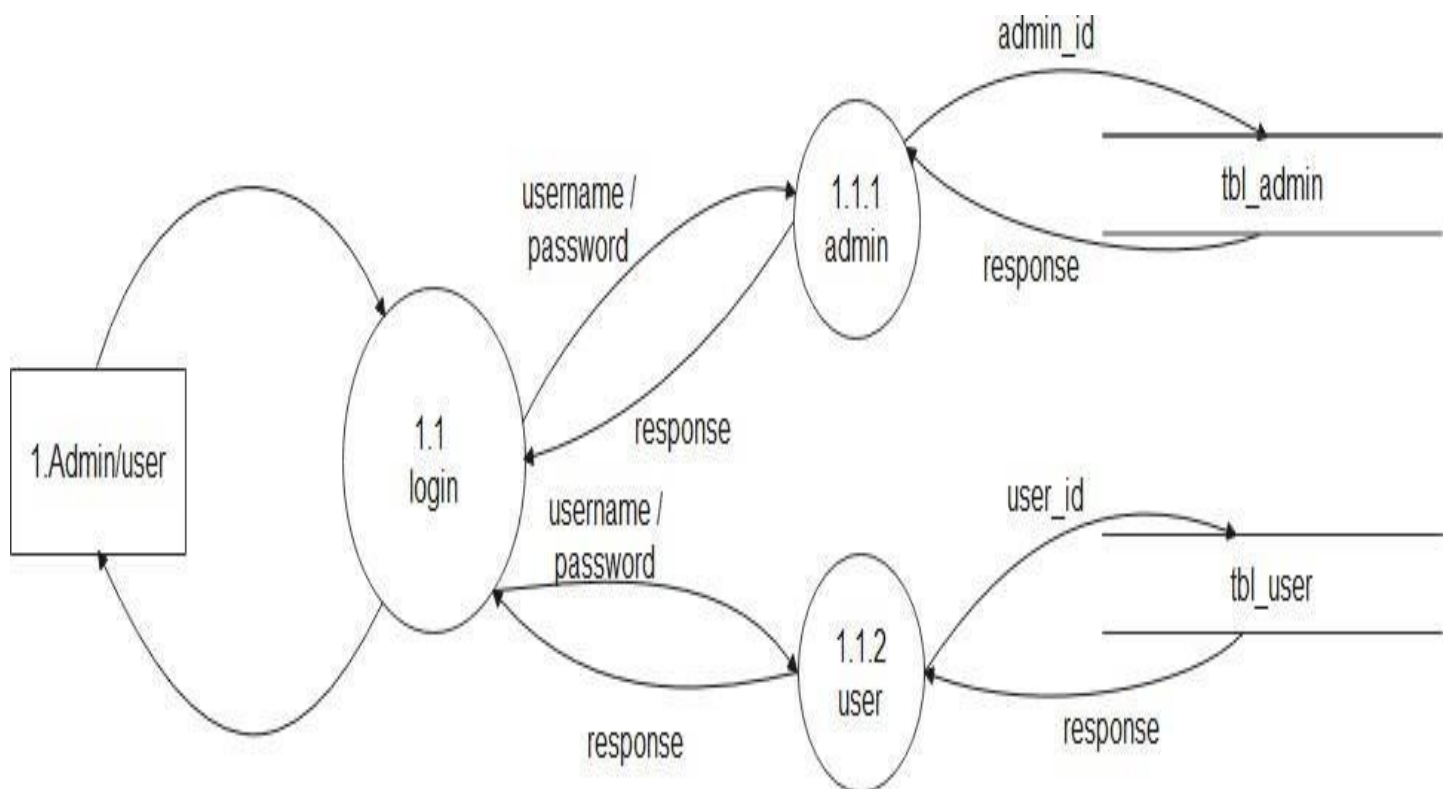 admin_id
username /
password
1.1.1
admin
tbl_admin
response
1.Admin/user
1.1
login
response
username /
password
user_id
tbl_user
1.1.2
user
response
response